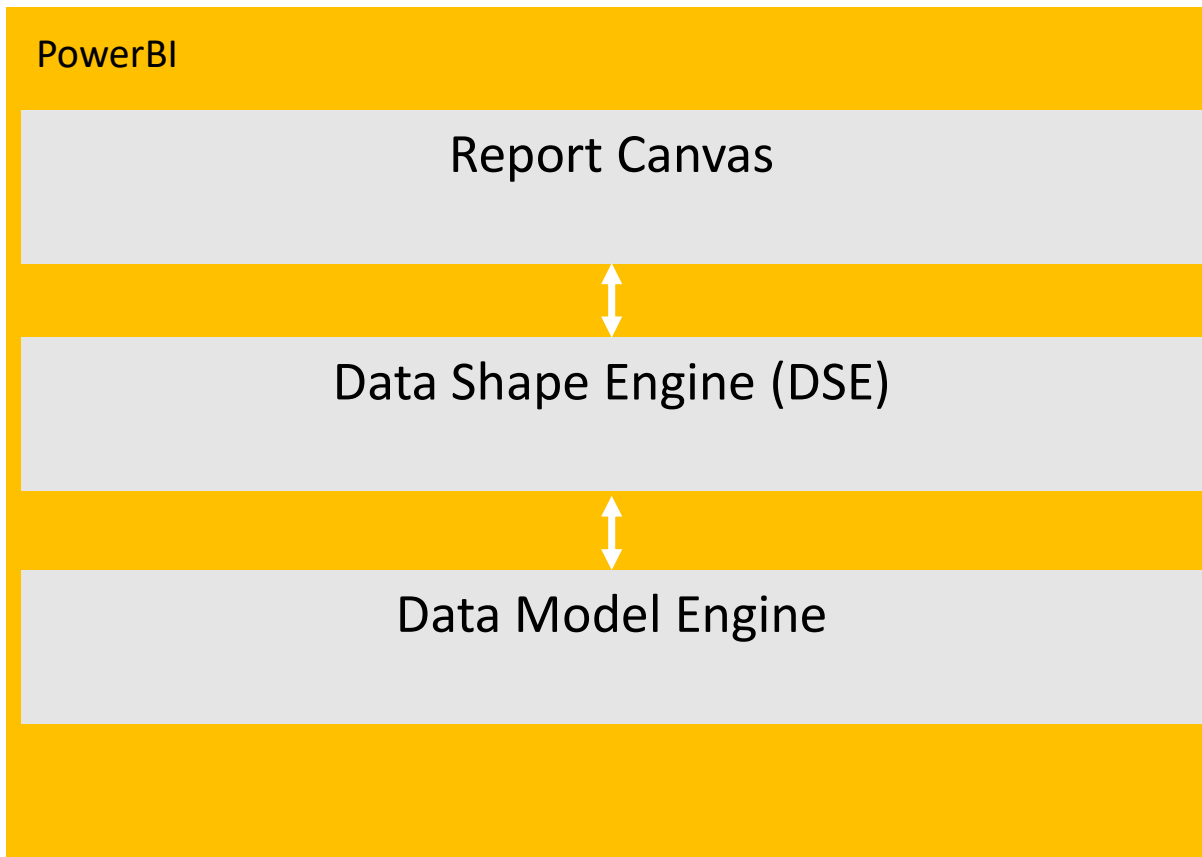 PowerBI
Report Canvas
Data Shape Engine (DSE)
Data Model Engine